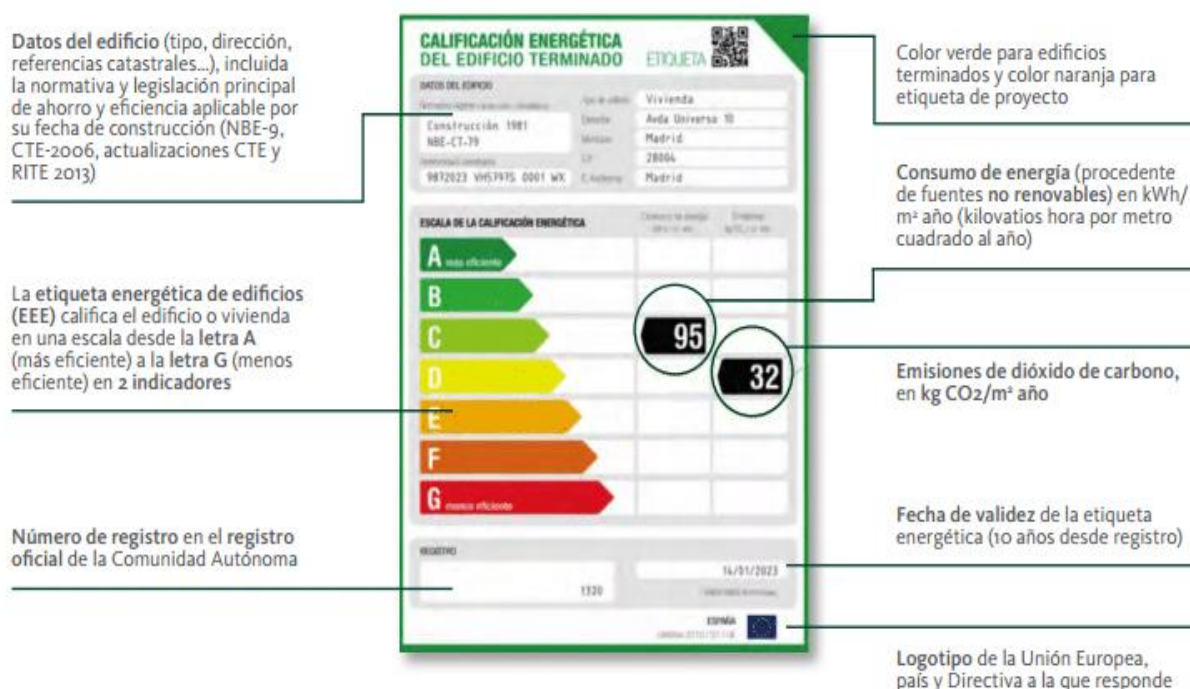 Datos del edificio (tipo, dirección,
referencias catastrales...), incluida
la normativa y legislación principal
de ahorro y eficiencia aplicable por
su fecha de construcción (NBE-9,
CTE-2006, actualizaciones CTE y
RITE 2013)
La etiqueta energética de edificios
(EEE) califica el edificio o vivienda
en una escala desde la letra A
(más eficiente) a la letra G (menos
eficiente) en 2 indicadores
Número de registro en el registro
oficial de la Comunidad Autónoma
CALIFICACIÓN ENERGÉTICA
DEL EDIFICIO TERMINADO
ETIQUETA
DATOS DEL EDIFICIO
Construcción 1981
NBE-CT-79
9872023 VH5797S 0001 WX
Vivienda
Avda Universo 10
Madrid
28004
Madrid
ESCALA DE LA CALIFICACIÓN ENERGÉTICA
A más eficiente
B
C
D
E
F
G menos eficiente
95
32
REGISTRO
1320
14/01/2023
ESPAÑA
Color verde para edificios
terminados y color naranja para
etiqueta de proyecto
Consumo de energía (procedente
de fuentes no renovables) en kWh/
m² año (kilovatios hora por metro
cuadrado al año)
Emisiones de dióxido de carbono,
en kg CO2/m² año
Fecha de validez de la etiqueta
energética (10 años desde registro)
Logotipo de la Unión Europea,
país y Directiva a la que responde